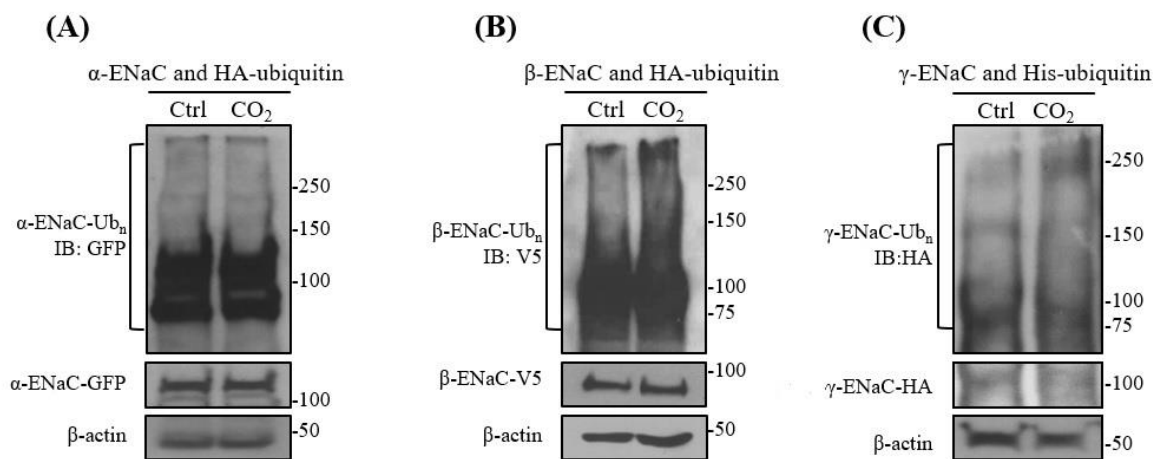 (A)
α-ENaC and HA-ubiquitin
Ctrl CO₂
α-ENaC-Ubₙ
IB: GFP
-250
-150
-100
α-ENaC-GFP
-100
β-actin
-50
(B)
β-ENaC and HA-ubiquitin
Ctrl CO₂
β-ENaC-Ubₙ
IB: V5
-250
-150
-100
-75
β-ENaC-V5
-100
β-actin
-50
(C)
γ-ENaC and His-ubiquitin
Ctrl CO₂
γ-ENaC-Ubₙ
IB:HA
-250
-150
-100
-75
γ-ENaC-HA
-100
β-actin
-50